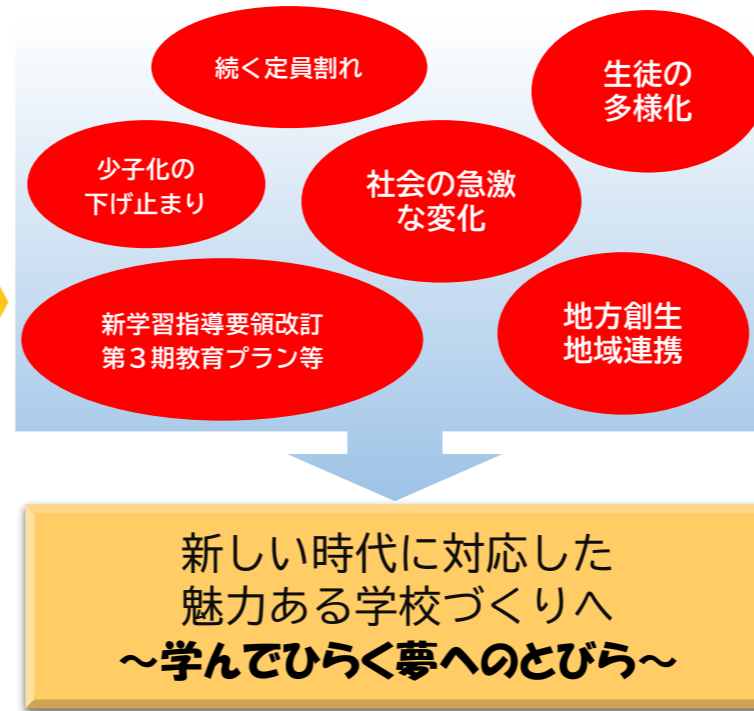 続く定員割れ
生徒の
多様化
少子化の
下げ止まり
社会の急激
な変化
新学習指導要領改訂
第３期教育プラン等
地方創生
地域連携
新しい時代に対応した
魅力ある学校づくりへ
～学んでひらく夢へのとびら～